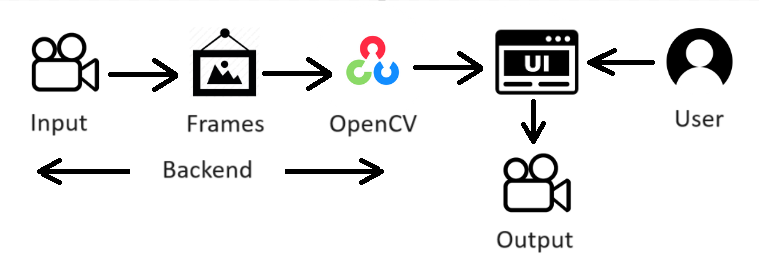 UI
Input
Frames
OpenCV
User
Backend
Output